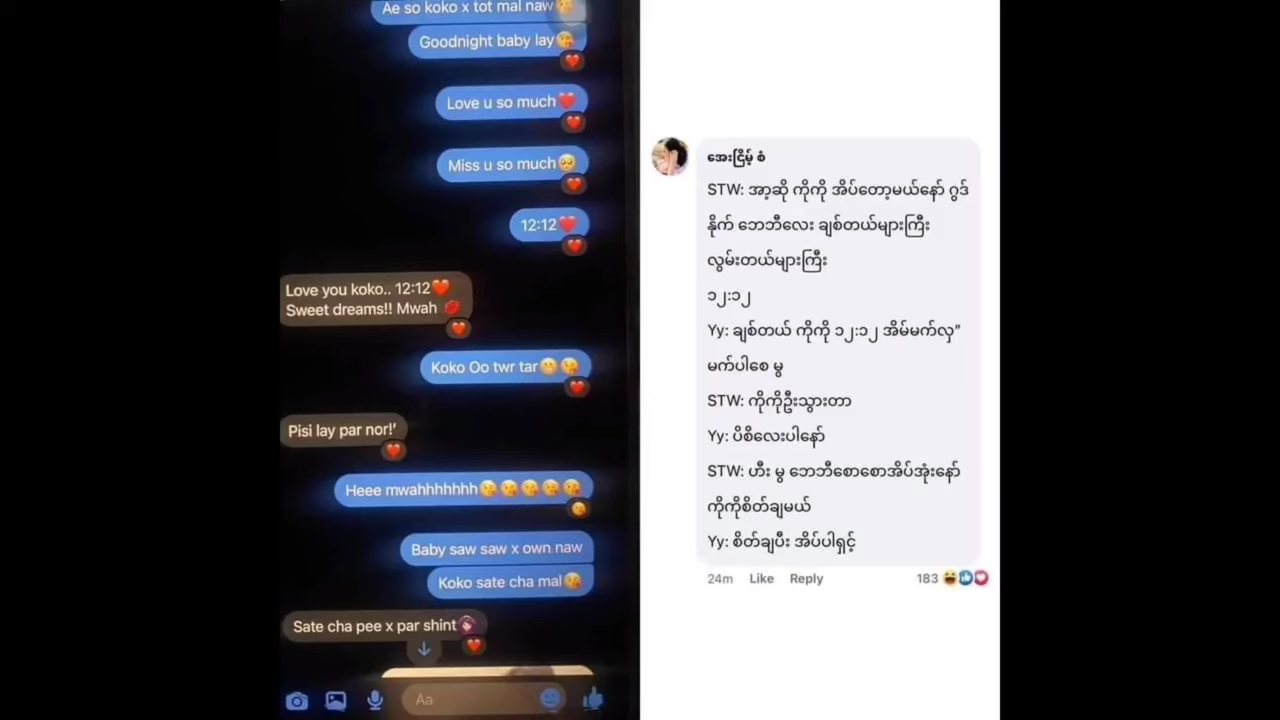 Ae so koko x tot mal naw😘
Goodnight baby lay😘
Love u so much❤️
Miss u so much🥺
12:12❤️
Love you koko.. 12:12❤️
Sweet dreams!! Mwah 💋
Koko Oo twr tar😁😘
Pisi lay par nor!’
Heee mwahhhhhhh😘😘😘😘😘
Baby saw saw x own naw
Koko sate cha mal😘
Sate cha pee x par shint
Aa
အေးငြိမ့် စံ
STW: အာ့ဆို ကိုကို အိပ်တော့မယ်နော် ဂွဒ်
နိုက် ဘေဘီလေး ချစ်တယ်များကြီး
လွမ်းတယ်များကြီး
၁၂:၁၂
Yy: ချစ်တယ် ကိုကို ၁၂:၁၂ အိမ်မက်လှ”
မက်ပါစေ မွ
STW: ကိုကိုဦးသွားတာ
Yy: ပိစိလေးပါနော်
STW: ဟီး မွ ဘေဘီစောစောအိပ်အုံးနော်
ကိုကိုစိတ်ချမယ်
Yy: စိတ်ချပီး အိပ်ပါရှင့်
24m Like Reply 183